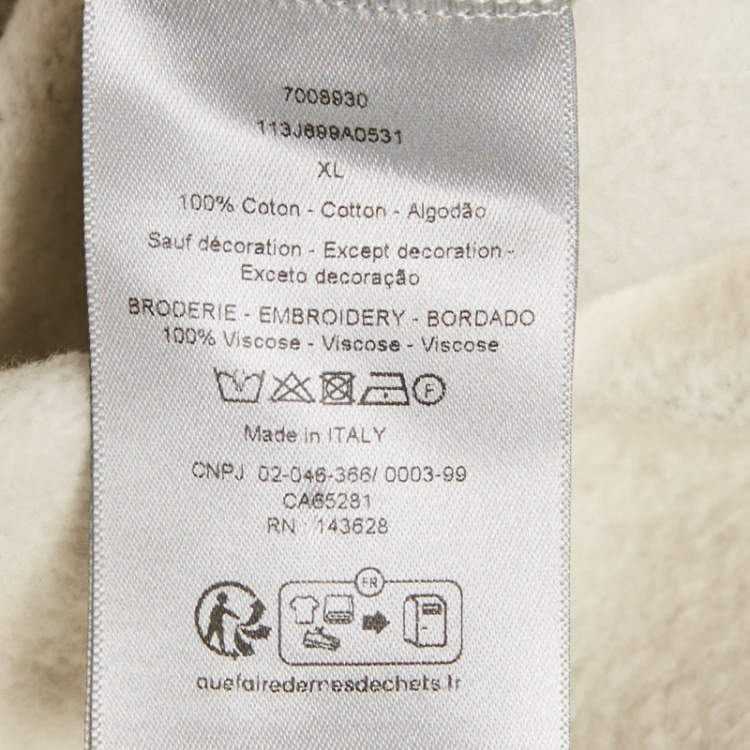 7008930
113J699A0531
XL
100% Coton - Cotton - Algodão
Sauf décoration - Except decoration -
Exceto decoração
BRODERIE - EMBROIDERY - BORDADO
100% Viscose - Viscose - Viscose
F
Made in ITALY
CNPJ 02-046-366/ 0003-99
CA65281
RN : 143628
FR
quefairedemesdechets.fr